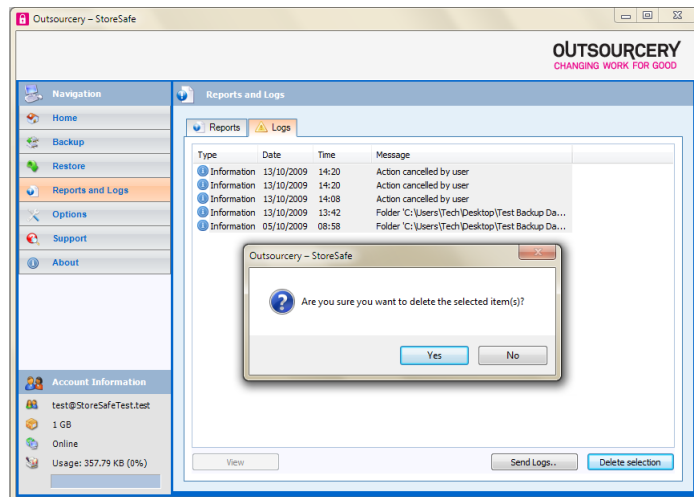 Outsourcery – StoreSafe
OUTSOURCERY
CHANGING WORK FOR GOOD
Navigation
Home
Backup
Restore
Reports and Logs
Options
Support
About
Account Information
test@StoreSafeTest.test
1 GB
Online
Usage: 357.79 KB (0%)
Reports and Logs
Reports Logs
Type Date Time Message
Information 13/10/2009 14:20 Action cancelled by user
Information 13/10/2009 14:20 Action cancelled by user
Information 13/10/2009 14:08 Action cancelled by user
Information 13/10/2009 13:42 Folder 'C:\Users\Tech\Desktop\Test Backup Da...
Information 05/10/2009 08:58 Folder 'C:\Users\Tech\Desktop\Test Backup Da...
Outsourcery – StoreSafe
Are you sure you want to delete the selected item(s)?
Yes No
View Send Logs.. Delete selection